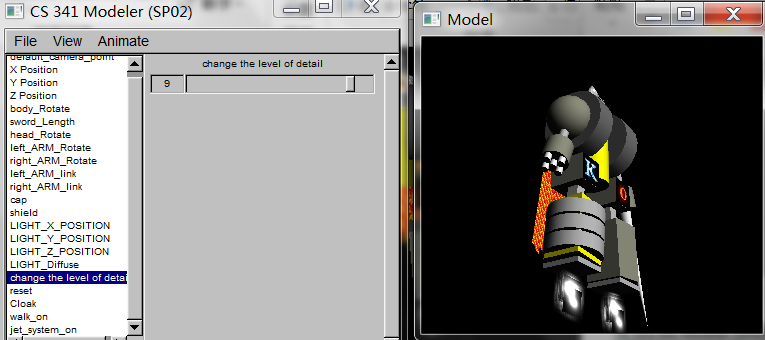 CS 341 Modeler (SP02)
File View Animate
default_camera_point
X Position
Y Position
Z Position
body_Rotate
sword_Length
head_Rotate
left_ARM_Rotate
right_ARM_Rotate
left_ARM_link
right_ARM_link
cap
shield
LIGHT_X_POSITION
LIGHT_Y_POSITION
LIGHT_Z_POSITION
LIGHT_Diffuse
change the level of detai
reset
Cloak
walk_on
jet_system_on
change the level of detail
9
Model
K